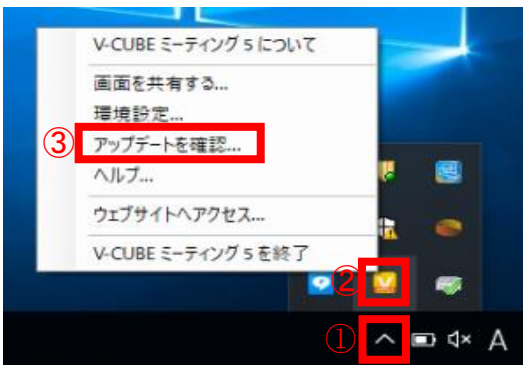 V-CUBE ミーティング 5 について
画面を共有する...
環境設定...
③ アップデートを確認...
ヘルプ...
ウェブサイトへアクセス...
V-CUBE ミーティング 5 を終了
②
① A